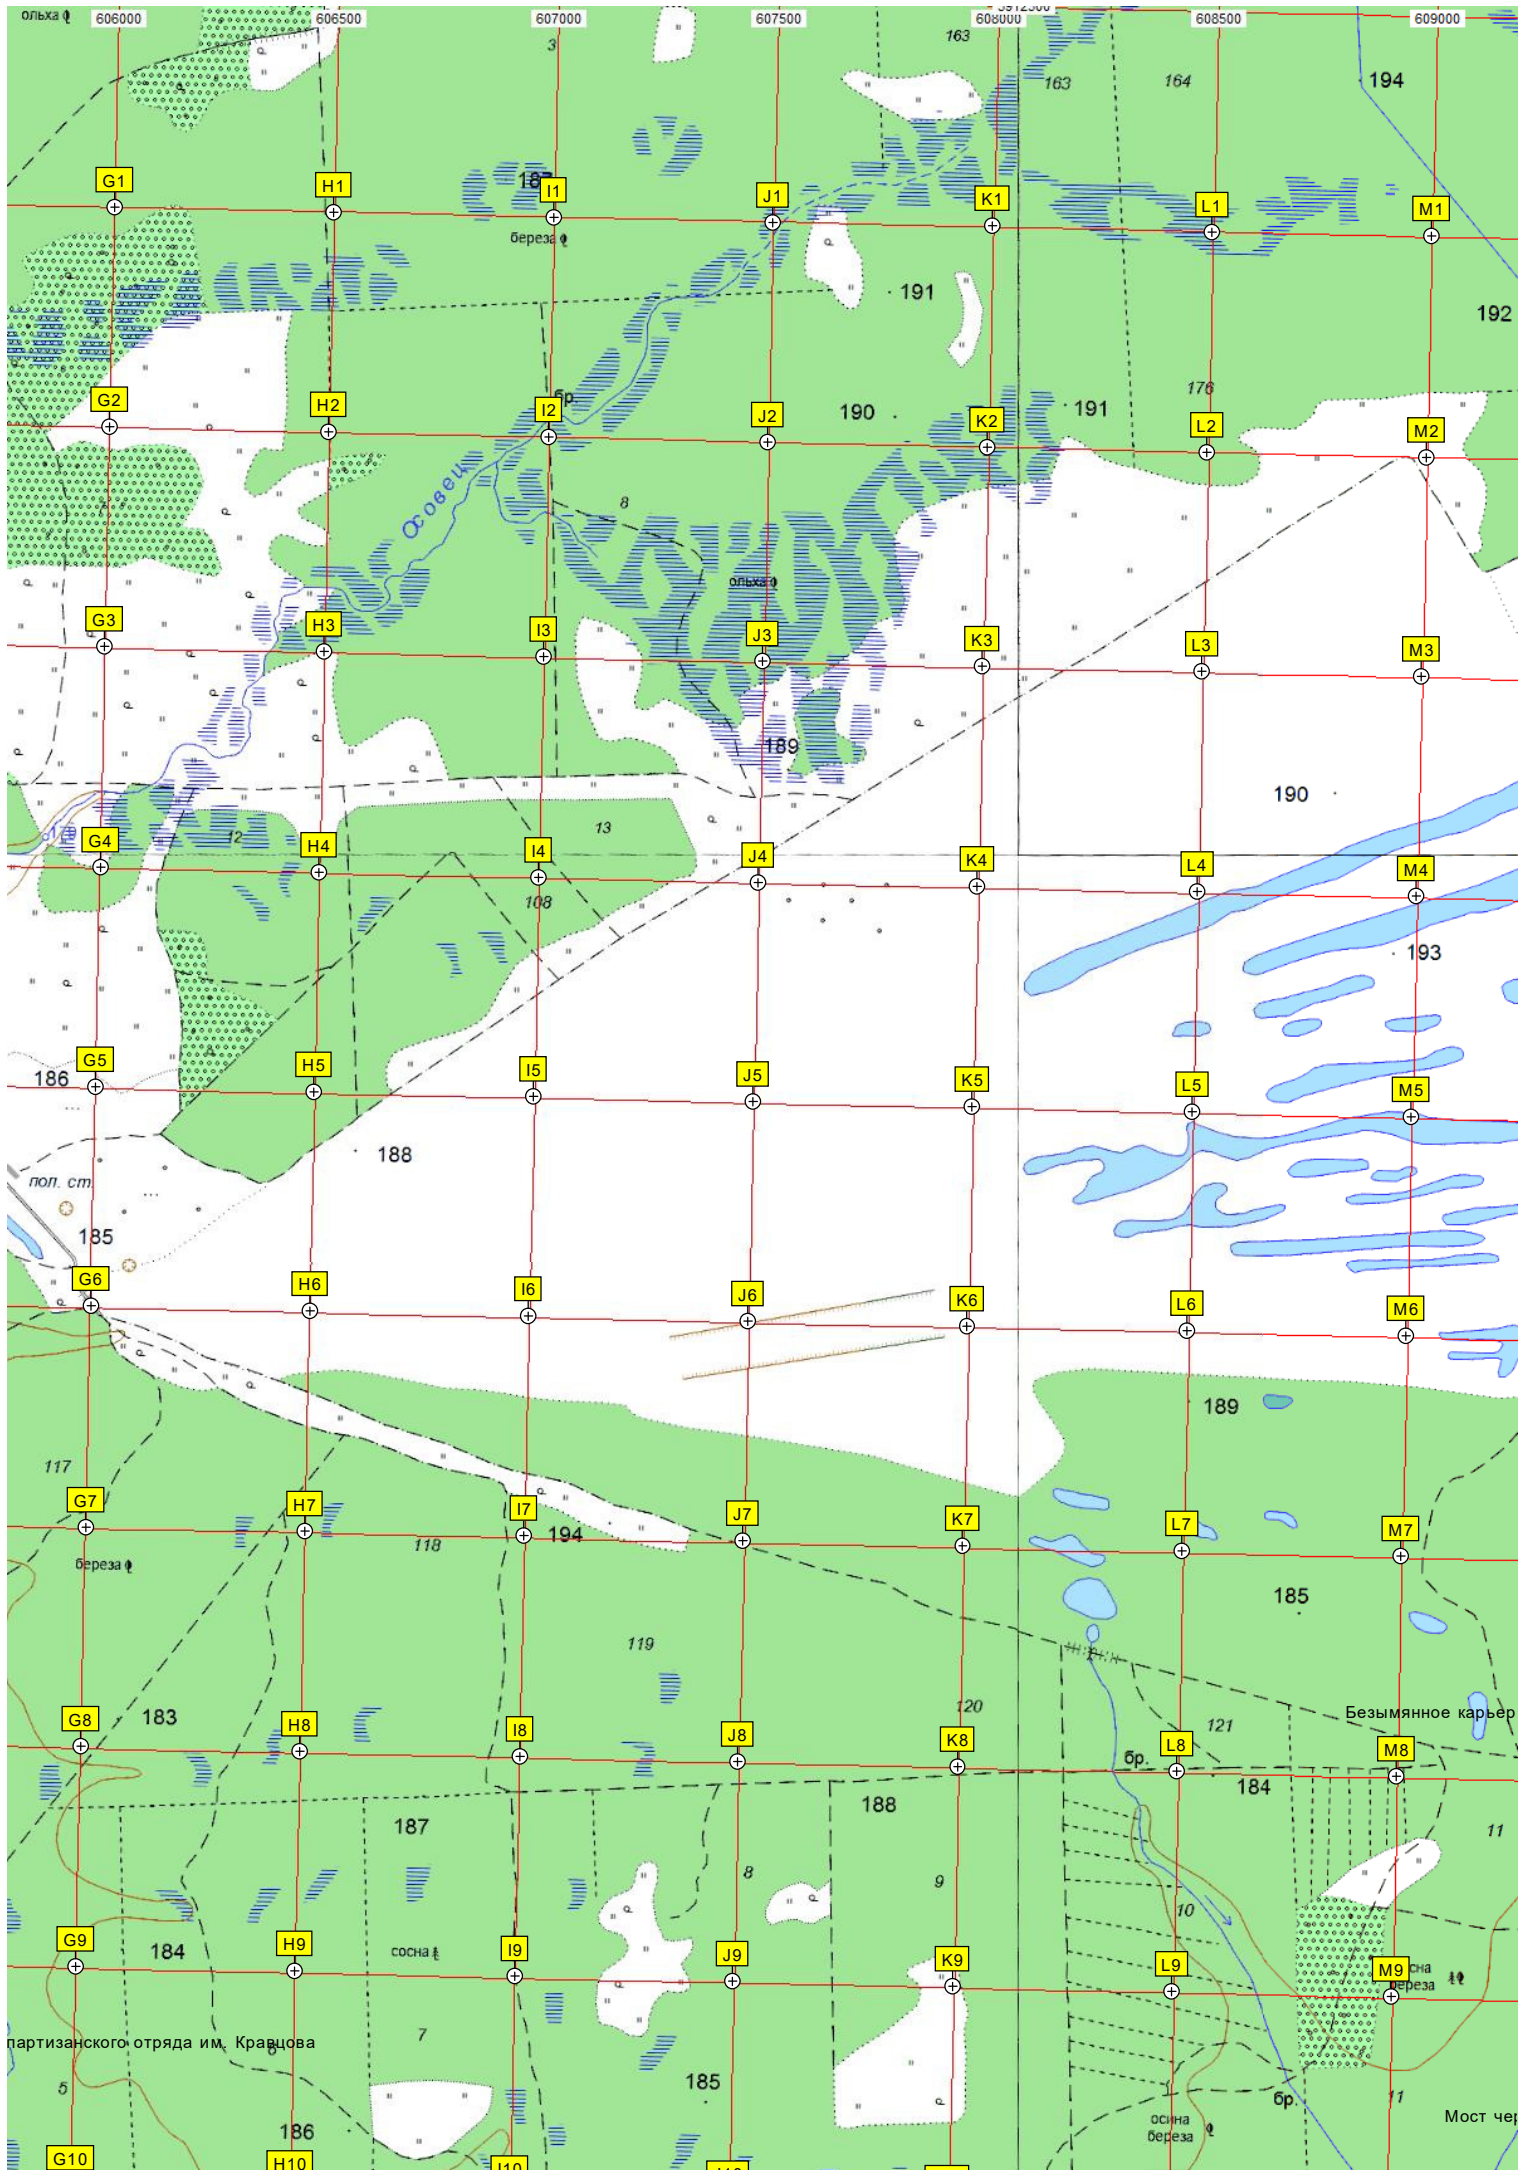 ольха
606000 606500 607000 607500 608000 608500 609000
3912500
3 163 163 164 194
187
G1 H1 I1 J1 K1 L1 M1
береза
191 192
176
бр. 190 191
G2 H2 I2 J2 K2 L2 M2
Осовец
8
ольха
G3 H3 I3 J3 K3 L3 M3
189
190
12 13
G4 H4 I4 J4 K4 L4 M4
108
193
G5 H5 I5 J5 K5 L5 M5
186
188
пол. ст.
185
G6 H6 I6 J6 K6 L6 M6
189
117
G7 H7 I7 J7 K7 L7 M7
194
118
береза
185
119
120
183
121
Безымянное карьер
G8 H8 I8 J8 K8 L8 M8
бр.
184
187 188
11
8
9
10
184
сосна
G9 H9 I9 J9 K9 L9 M9
сна
береза
7
партизанского отряда им. Кравцова
6
5
185
11
бр.
осина
береза
Мост чер
186
G10 H10 I10